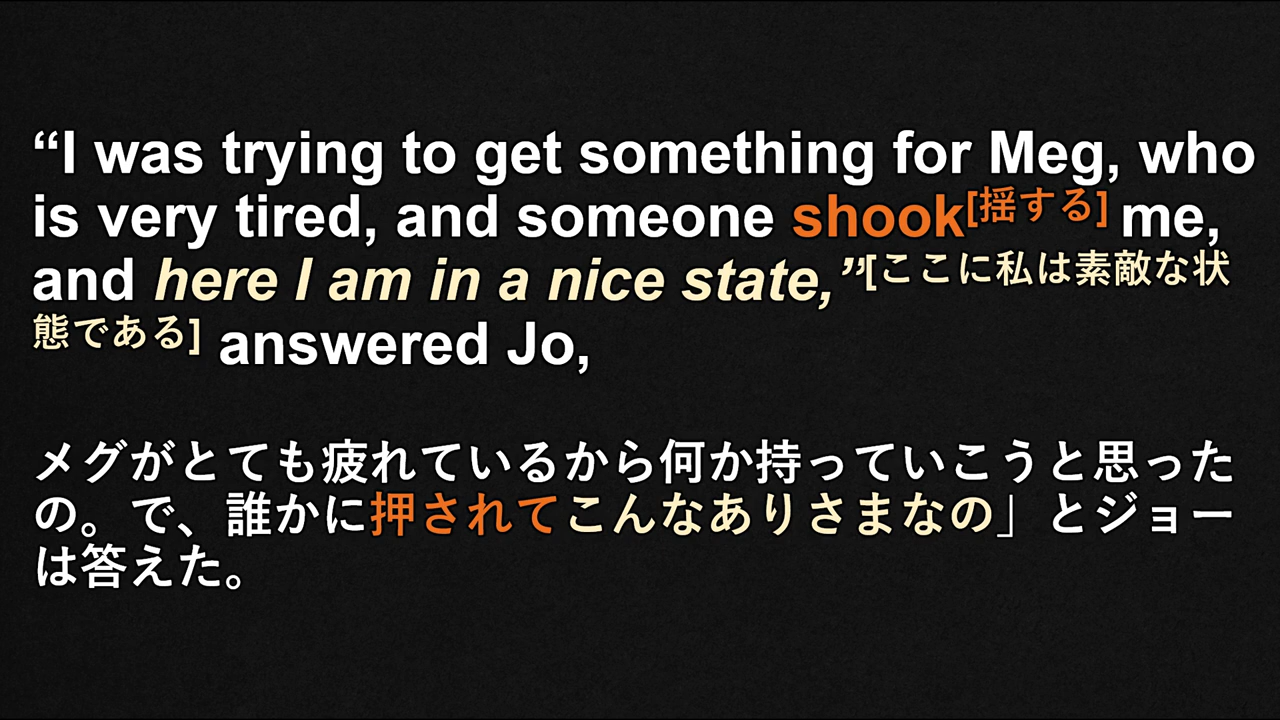 “I was trying to get something for Meg, who
is very tired, and someone shook[揺する] me,
and here I am in a nice state,”[ここに私は素敵な状
態である] answered Jo,
メグがとても疲れているから何か持っていこうと思った
の。で、誰かに押されてこんなありさまなの」とジョー
は答えた。